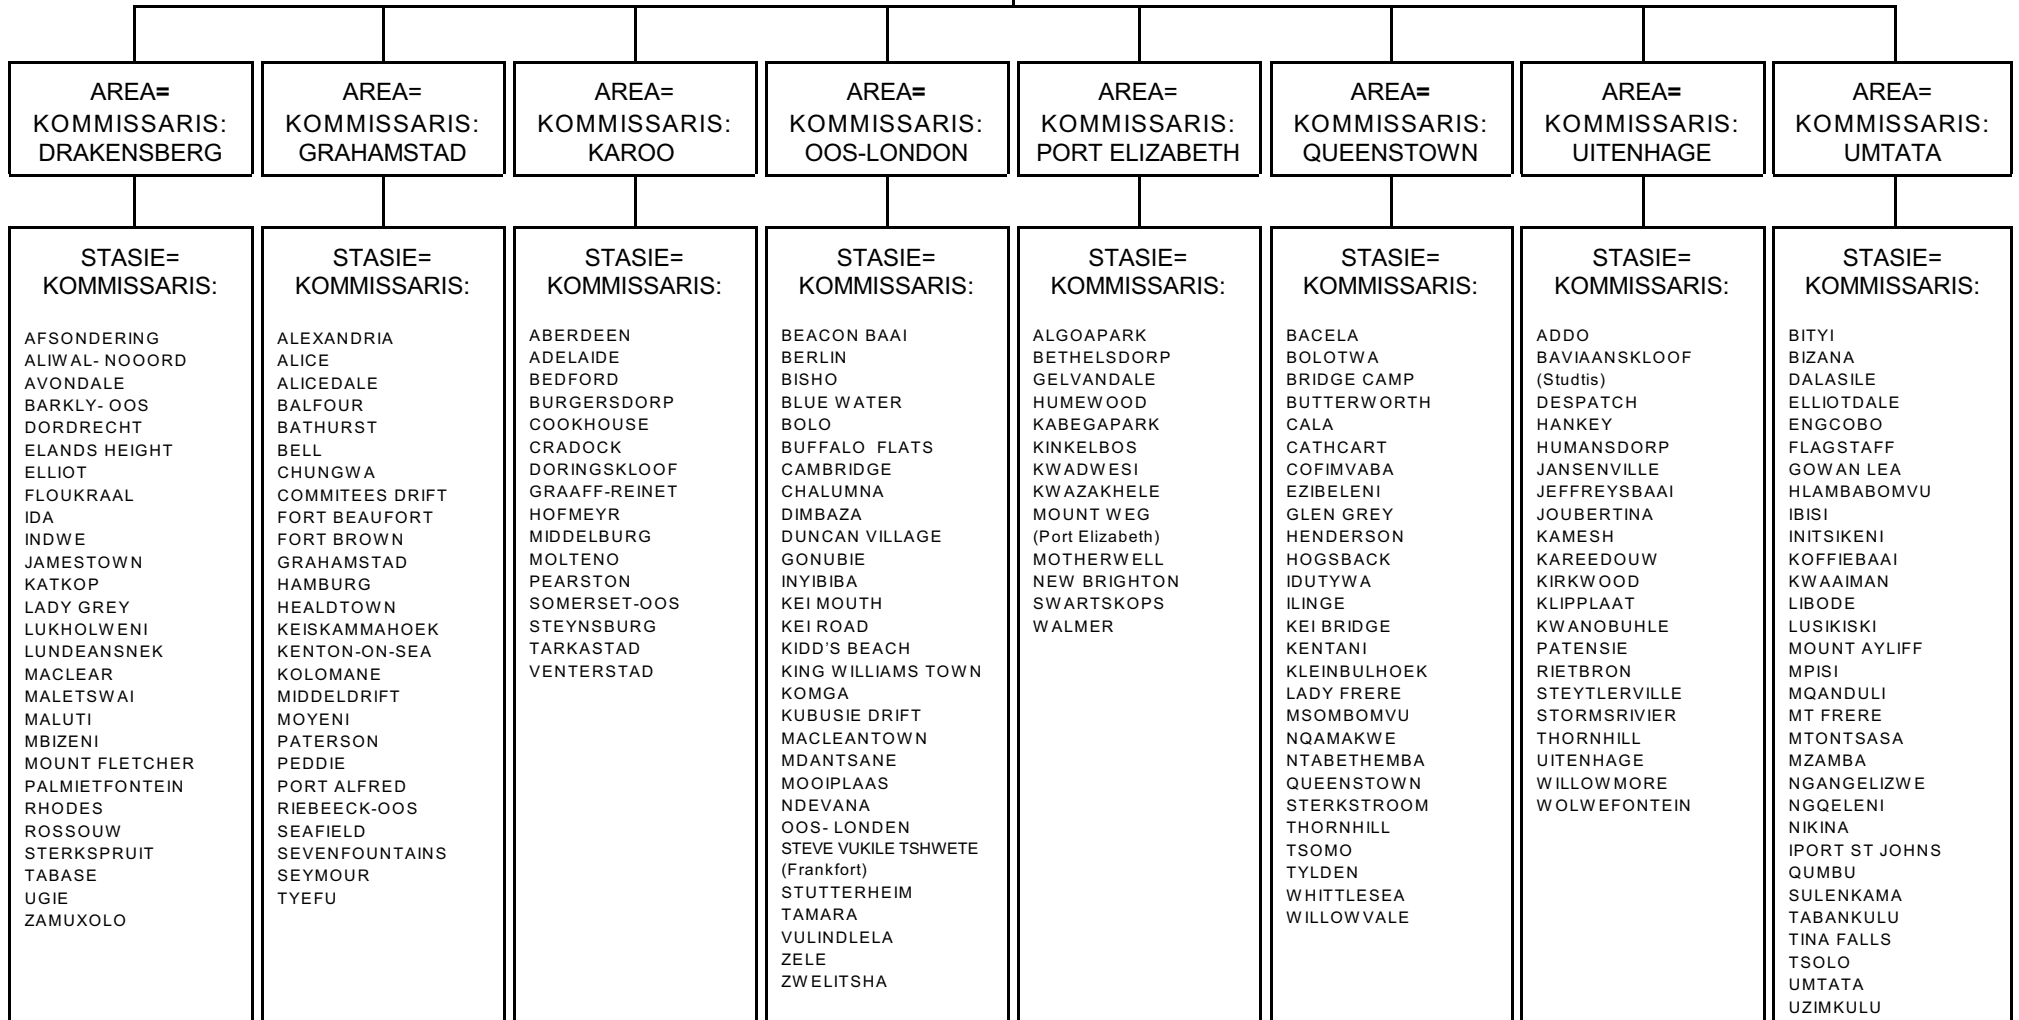 AREA=
KOMMISSARIS:
DRAKENSBERG
AREA=
KOMMISSARIS:
GRAHAMSTAD
AREA=
KOMMISSARIS:
KAROO
AREA=
KOMMISSARIS:
OOS-LONDON
AREA=
KOMMISSARIS:
PORT ELIZABETH
AREA=
KOMMISSARIS:
QUEENSTOWN
AREA=
KOMMISSARIS:
UITENHAGE
AREA=
KOMMISSARIS:
UMTATA
STASIE=
KOMMISSARIS:
AFSONDERING
ALIWAL- NOOORD
AVONDALE
BARKLY- OOS
DORDRECHT
ELANDS HEIGHT
ELLIOT
FLOUKRAAL
IDA
INDWE
JAMESTOWN
KATKOP
LADY GREY
LUKHOLWENI
LUNDEANSNEK
MACLEAR
MALETSWAI
MALUTI
MBIZENI
MOUNT FLETCHER
PALMIETFONTEIN
RHODES
ROSSOUW
STERKSPRUIT
TABASE
UGIE
ZAMUXOLO
STASIE=
KOMMISSARIS:
ALEXANDRIA
ALICE
ALICEDALE
BALFOUR
BATHURST
BELL
CHUNGWA
COMMITEES DRIFT
FORT BEAUFORT
FORT BROWN
GRAHAMSTAD
HAMBURG
HEALDTOWN
KEISKAMMAHOEK
KENTON-ON-SEA
KOLOMANE
MIDDELDRIFT
MOYENI
PATERSON
PEDDIE
PORT ALFRED
RIEBEECK-OOS
SEAFIELD
SEVENFOUNTAINS
SEYMOUR
TYEFU
STASIE=
KOMMISSARIS:
ABERDEEN
ADELAIDE
BEDFORD
BURGERSDORP
COOKHOUSE
CRADOCK
DORINGSKLOOF
GRAAFF-REINET
HOFMEYR
MIDDELBURG
MOLTENO
PEARSTON
SOMERSET-OOS
STEYNSBURG
TARKASTAD
VENTERSTAD
STASIE=
KOMMISSARIS:
BEACON BAAI
BERLIN
BISHO
BLUE WATER
BOLO
BUFFALO FLATS
CAMBRIDGE
CHALUMNA
DIMBAZA
DUNCAN VILLAGE
GONUBIE
INYIBIBA
KEI MOUTH
KEI ROAD
KIDD'S BEACH
KING WILLIAMS TOWN
KOMGA
KUBUSIE DRIFT
MACLEANTOWN
MDANTSANE
MOOIPLAAS
NDEVANA
OOS- LONDEN
STEVE VUKILE TSHWETE
(Frankfort)
STUTTERHEIM
TAMARA
VULINDLELA
ZELE
ZWELITSHA
STASIE=
KOMMISSARIS:
ALGOAPARK
BETHELSDORP
GELVANDALE
HUMEWOOD
KABEGAPARK
KINKELBOS
KWADWESI
KWAZAKHELE
MOUNT WEG
(Port Elizabeth)
MOTHERWELL
NEW BRIGHTON
SWARTSKOPS
WALMER
STASIE=
KOMMISSARIS:
BACELA
BOLOTWA
BRIDGE CAMP
BUTTERWORTH
CALA
CATHCART
COFIMVABA
EZIBELENI
GLEN GREY
HENDERSON
HOGSBACK
IDUTYWA
ILINGE
KEI BRIDGE
KENTANI
KLEINBULHOEK
LADY FRERE
MSOMBOMVU
NQAMAKWE
NTABETHEMBA
QUEENSTOWN
STERKSTROOM
THORNHILL
TSOMO
TYLDEN
WHITTLESEA
WILLOWVALE
STASIE=
KOMMISSARIS:
ADDO
BAVIAANSKLOOF
(Studtis)
DESPATCH
HANKEY
HUMANSDORP
JANSENVILLE
JEFFREYSBAAI
JOUBERTINA
KAMESH
KAREEDOUW
KIRKWOOD
KLIPPLAAT
KWANOBUHLE
PATENSIE
RIETBRON
STEYTLERVILLE
STORMSRIVIER
THORNHILL
UITENHAGE
WILLOWMORE
WOLWEFONTEIN
STASIE=
KOMMISSARIS:
BITYI
BIZANA
DALASILE
ELLIOTDALE
ENGCOBO
FLAGSTAFF
GOWAN LEA
HLAMBABOMVU
IBISI
INITSIKENI
KOFFIEBAAI
KWAAIMAN
LIBODE
LUSIKISKI
MOUNT AYLIFF
MPISI
MQANDULI
MT FRERE
MTONTSASA
MZAMBA
NGANGELIZWE
NGQELENI
NIKINA
IPORT ST JOHNS
QUMBU
SULENKAMA
TABANKULU
TINA FALLS
TSOLO
UMTATA
UZIMKULU